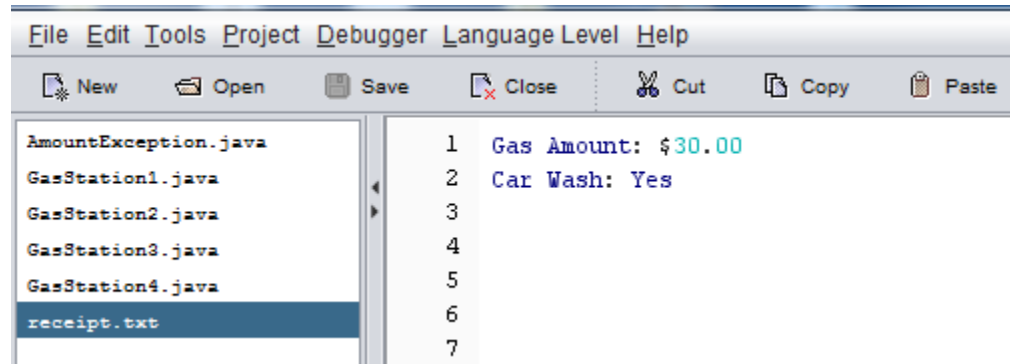 File Edit Tools Project Debugger Language Level Help
New Open Save Close Cut Copy Paste
AmountException.java
GasStation1.java
GasStation2.java
GasStation3.java
GasStation4.java
receipt.txt
1 Gas Amount: $30.00
2 Car Wash: Yes
3
4
5
6
7